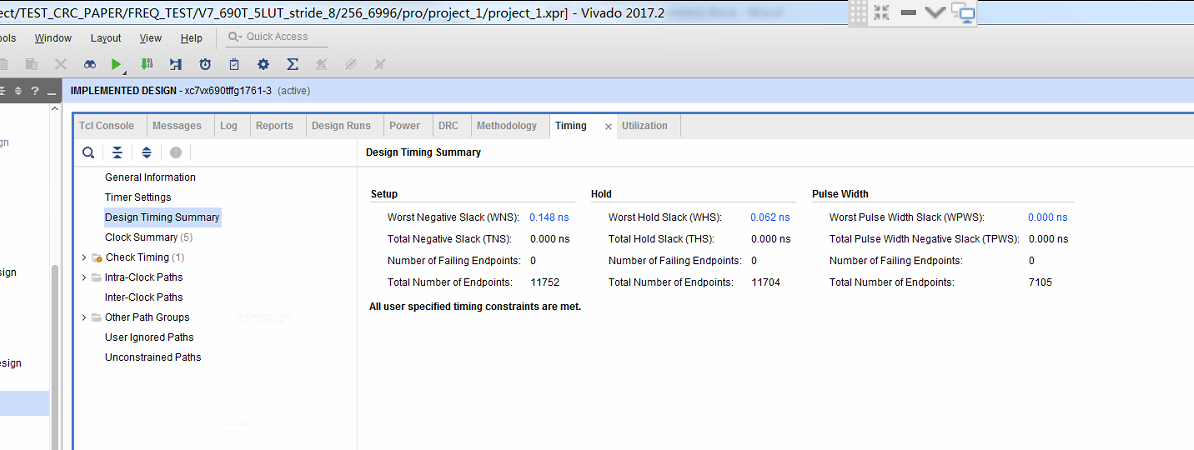 ect/TEST_CRC_PAPER/FREQ_TEST/V7_690T_5LUT_stride_8/256_6996/pro/project_1/project_1.xpr] - Vivado 2017.2
ools Window Layout View Help Quick Access
IMPLEMENTED DESIGN - xc7vx690tffg1761-3 (active)
Tcl Console Messages Log Reports Design Runs Power DRC Methodology Timing Utilization
Design Timing Summary
General Information
Timer Settings
Design Timing Summary
Clock Summary (5)
Check Timing (1)
Intra-Clock Paths
Inter-Clock Paths
Other Path Groups
User Ignored Paths
Unconstrained Paths
sign
sign
esign
Setup Hold Pulse Width
Worst Negative Slack (WNS): 0.148 ns Worst Hold Slack (WHS): 0.062 ns Worst Pulse Width Slack (WPWS): 0.000 ns
Total Negative Slack (TNS): 0.000 ns Total Hold Slack (THS): 0.000 ns Total Pulse Width Negative Slack (TPWS): 0.000 ns
Number of Failing Endpoints: 0 Number of Failing Endpoints: 0 Number of Failing Endpoints: 0
Total Number of Endpoints: 11752 Total Number of Endpoints: 11704 Total Number of Endpoints: 7105
All user specified timing constraints are met.